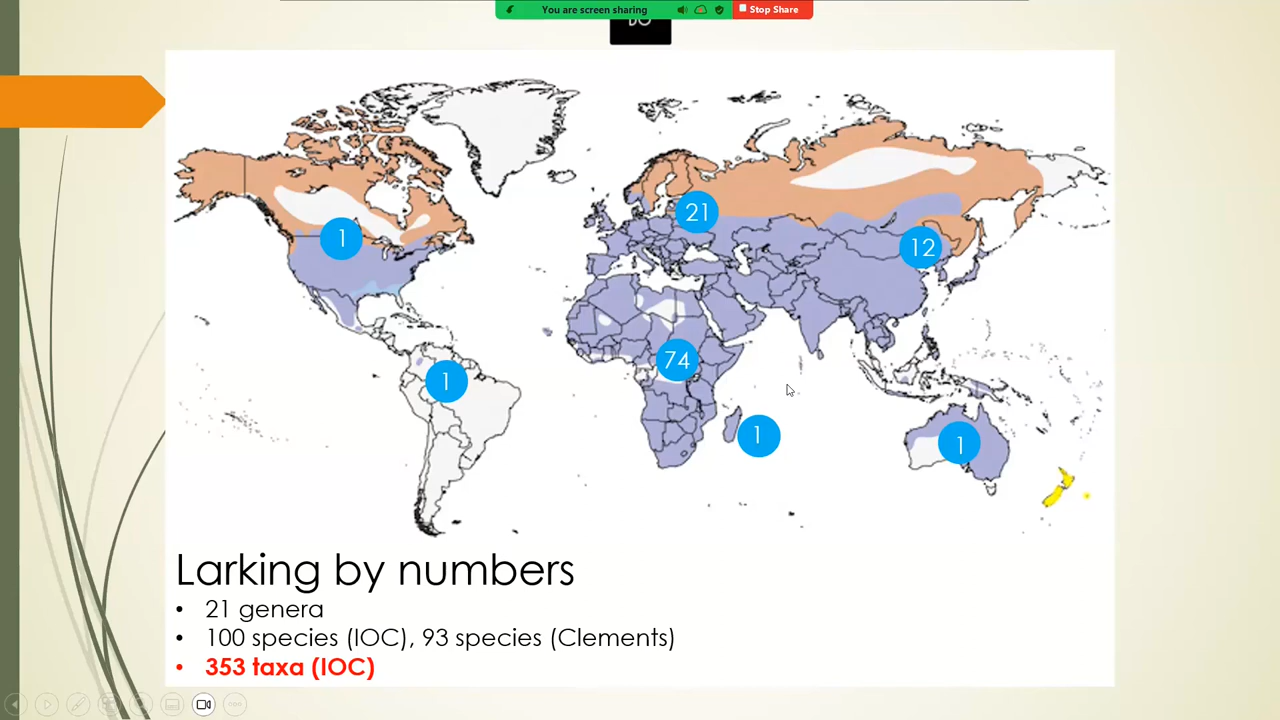 You are screen sharing
Stop Share
21
1
12
74
1
1
1
Larking by numbers
• 21 genera
• 100 species (IOC), 93 species (Clements)
• 353 taxa (IOC)